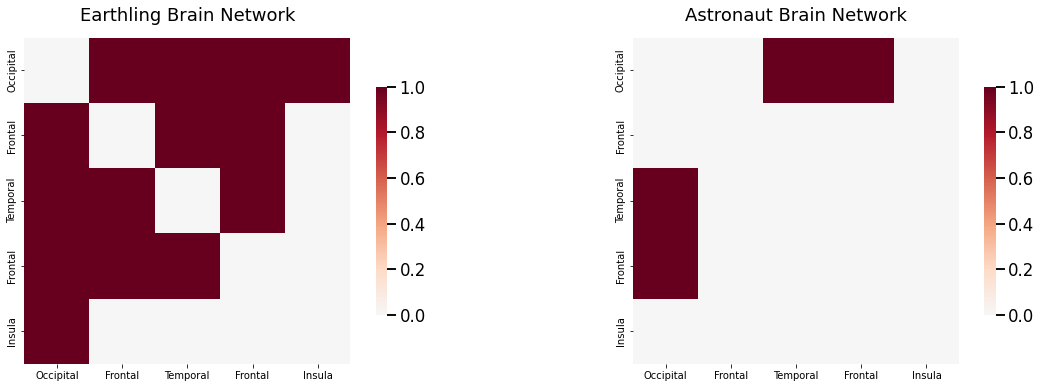 Earthling Brain Network
Occipital
Frontal
Temporal
Frontal
Insula
Occipital Frontal Temporal Frontal Insula
1.0
0.8
0.6
0.4
0.2
0.0
Astronaut Brain Network
Occipital
Frontal
Temporal
Frontal
Insula
Occipital Frontal Temporal Frontal Insula
1.0
0.8
0.6
0.4
0.2
0.0